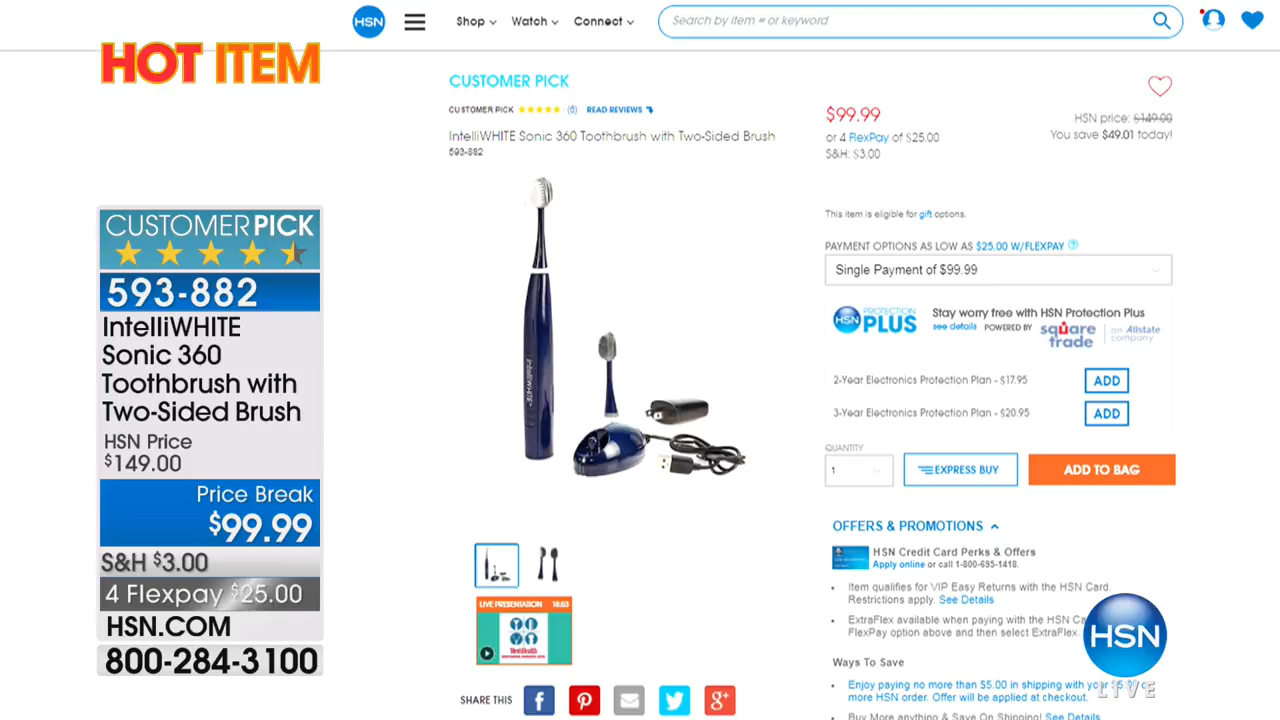 HSN
Shop
Watch
Connect
Search by item # or keyword
HOT ITEM
CUSTOMER PICK
593-882
IntelliWHITE
Sonic 360
Toothbrush with
Two-Sided Brush
HSN Price
$149.00
Price Break
$99.99
S&H $3.00
4 Flexpay $25.00
HSN.COM
800-284-3100
CUSTOMER PICK
CUSTOMER PICK (6) READ REVIEWS
IntelliWHITE Sonic 360 Toothbrush with Two-Sided Brush
593-882
IntelliWHITE
LIVE PRESENTATION
SHARE THIS
$99.99
or 4 FlexPay of $25.00
S&H: $3.00
HSN price: $149.00
You save $49.01 today!
This item is eligible for gift options.
PAYMENT OPTIONS AS LOW AS $25.00 W/FLEXPAY
Single Payment of $99.99
HSN PROTECTION
PLUS
Stay worry free with HSN Protection Plus
see details POWERED BY
square
trade
an Allstate
company
2-Year Electronics Protection Plan - $17.95
ADD
3-Year Electronics Protection Plan - $20.95
ADD
QUANTITY
1
EXPRESS BUY
ADD TO BAG
OFFERS & PROMOTIONS
HSN Credit Card Perks & Offers
Apply online or call 1-800-695-1418.
Item qualifies for VIP Easy Returns with the HSN Card.
Restrictions apply. See Details
ExtraFlex available when paying with the HSN
FlexPay option above and then select ExtraFlex.
Ways To Save
Enjoy paying no more than $5.00 in shipping with
more HSN order. Offer will be applied at checkout.
Buy More anything & Save On Shipping! See Details
HSN
LIVE